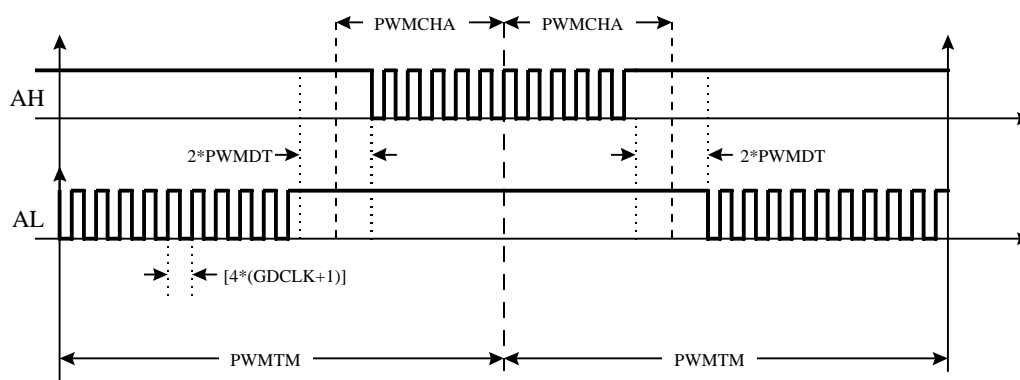 PWMCHA PWMCHA
AH
2*PWMDT 2*PWMDT
AL
[4*(GDCLK+1)]
PWMTM PWMTM